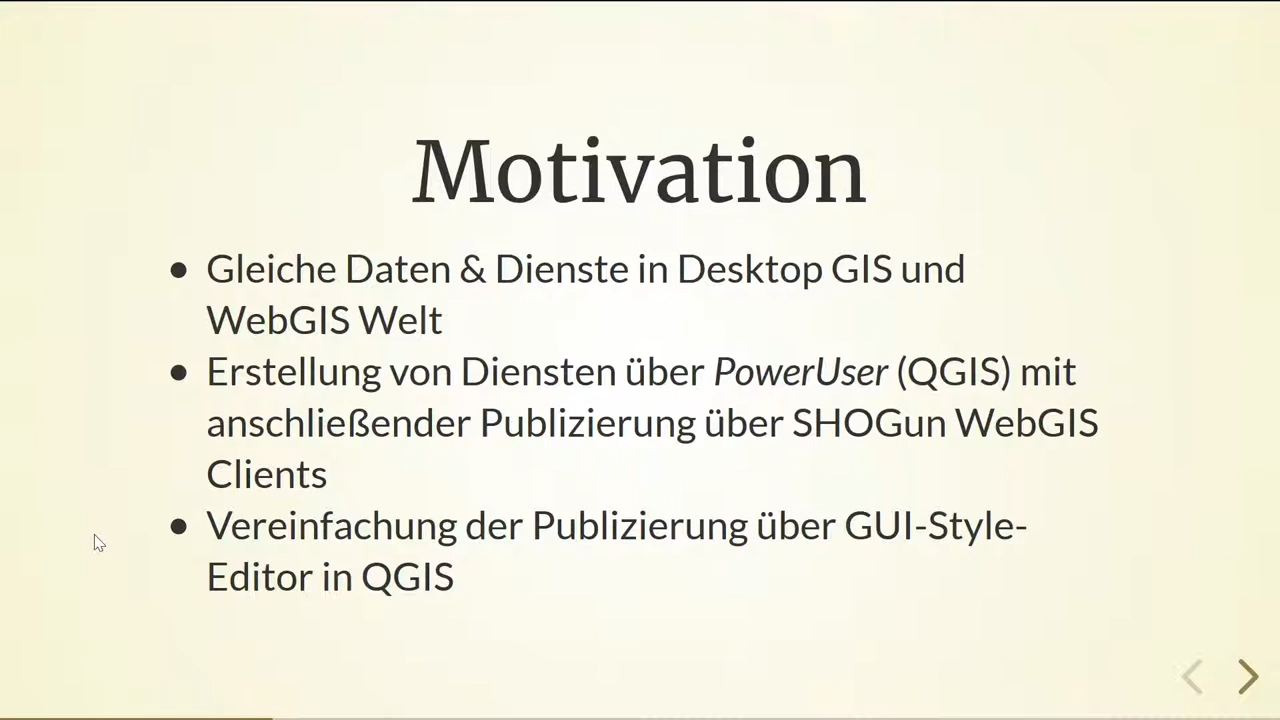 Motivation
• Gleiche Daten & Dienste in Desktop GIS und
WebGIS Welt
• Erstellung von Diensten über PowerUser (QGIS) mit
anschließender Publizierung über SHOGun WebGIS
Clients
• Vereinfachung der Publizierung über GUI-Style-
Editor in QGIS